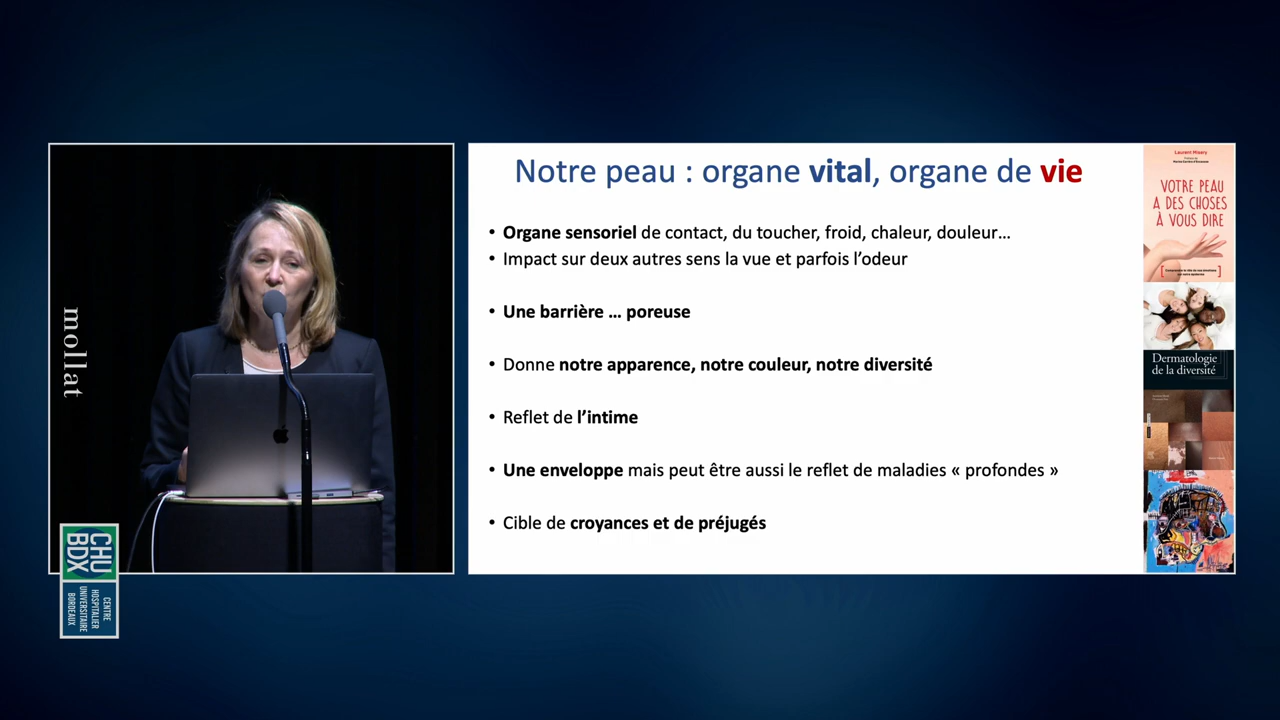 mollat
CHU
BDX
CENTRE
HOSPITALIER
UNIVERSITAIRE
BORDEAUX
Notre peau : organe vital, organe de vie
• Organe sensoriel de contact, du toucher, froid, chaleur, douleur…
• Impact sur deux autres sens la vue et parfois l’odeur
• Une barrière … poreuse
• Donne notre apparence, notre couleur, notre diversité
• Reflet de l’intime
• Une enveloppe mais peut être aussi le reflet de maladies « profondes »
• Cible de croyances et de préjugés
Laurent Misery
VOTRE PEAU
A DES CHOSES
À VOUS DIRE
Dermatologie
de la diversité